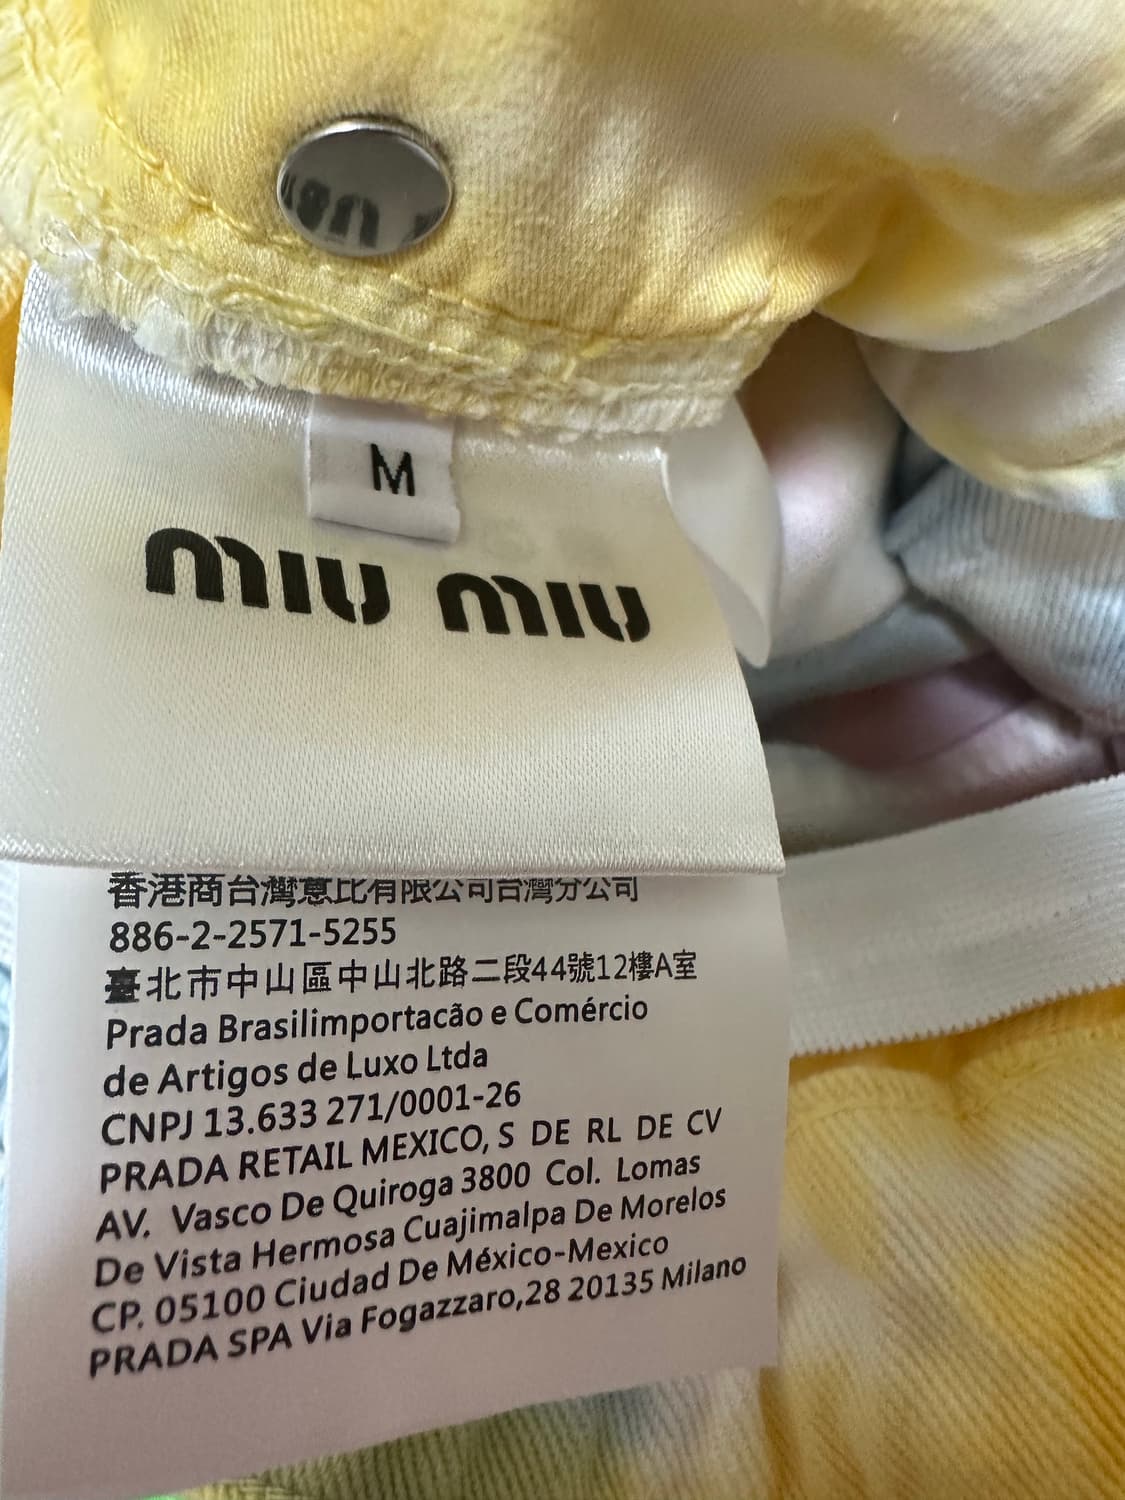 M
miu miu
香港商台灣意比有限公司台灣分公司
886-2-2571-5255
臺北市中山區中山北路二段44號12樓A室
Prada Brasilimportacão e Comércio
de Artigos de Luxo Ltda
CNPJ 13.633 271/0001-26
PRADA RETAIL MEXICO, S DE RL DE CV
AV. Vasco De Quiroga 3800 Col. Lomas
De Vista Hermosa Cuajimalpa De Morelos
CP. 05100 Ciudad De México-Mexico
PRADA SPA Via Fogazzaro,28 20135 Milano